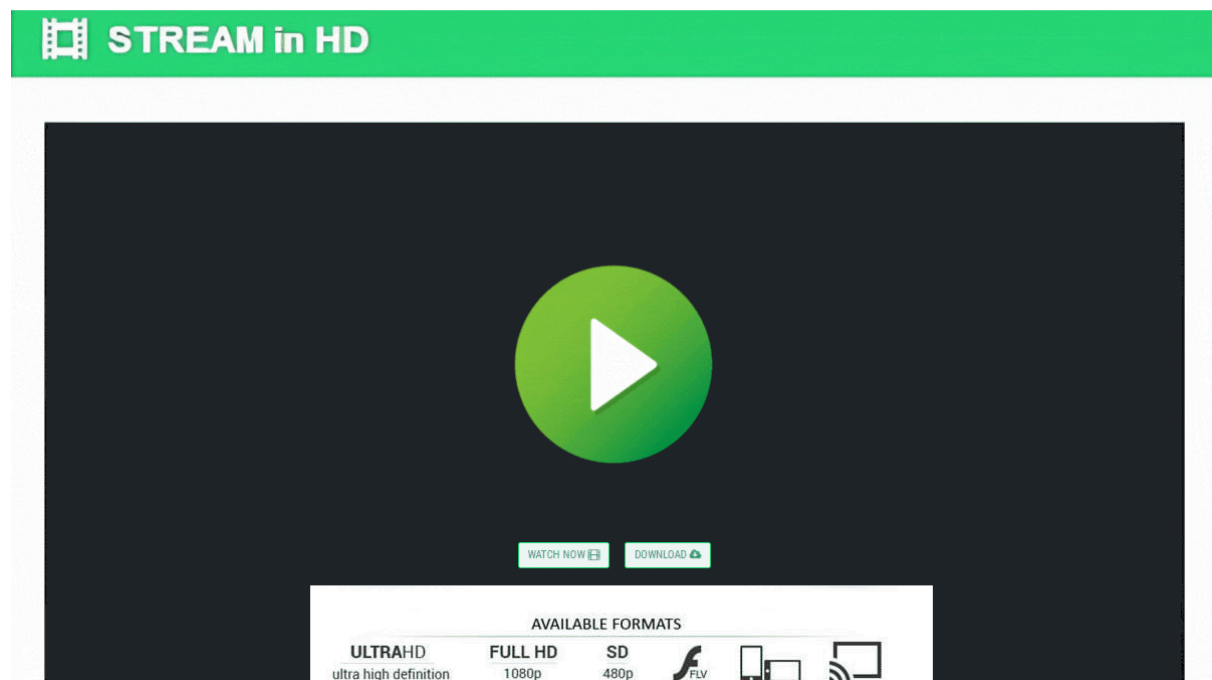 STREAM in HD
WATCH NOW
DOWNLOAD
AVAILABLE FORMATS
ULTRAHD FULL HD SD
ultra high definition 1080p 480p FLV